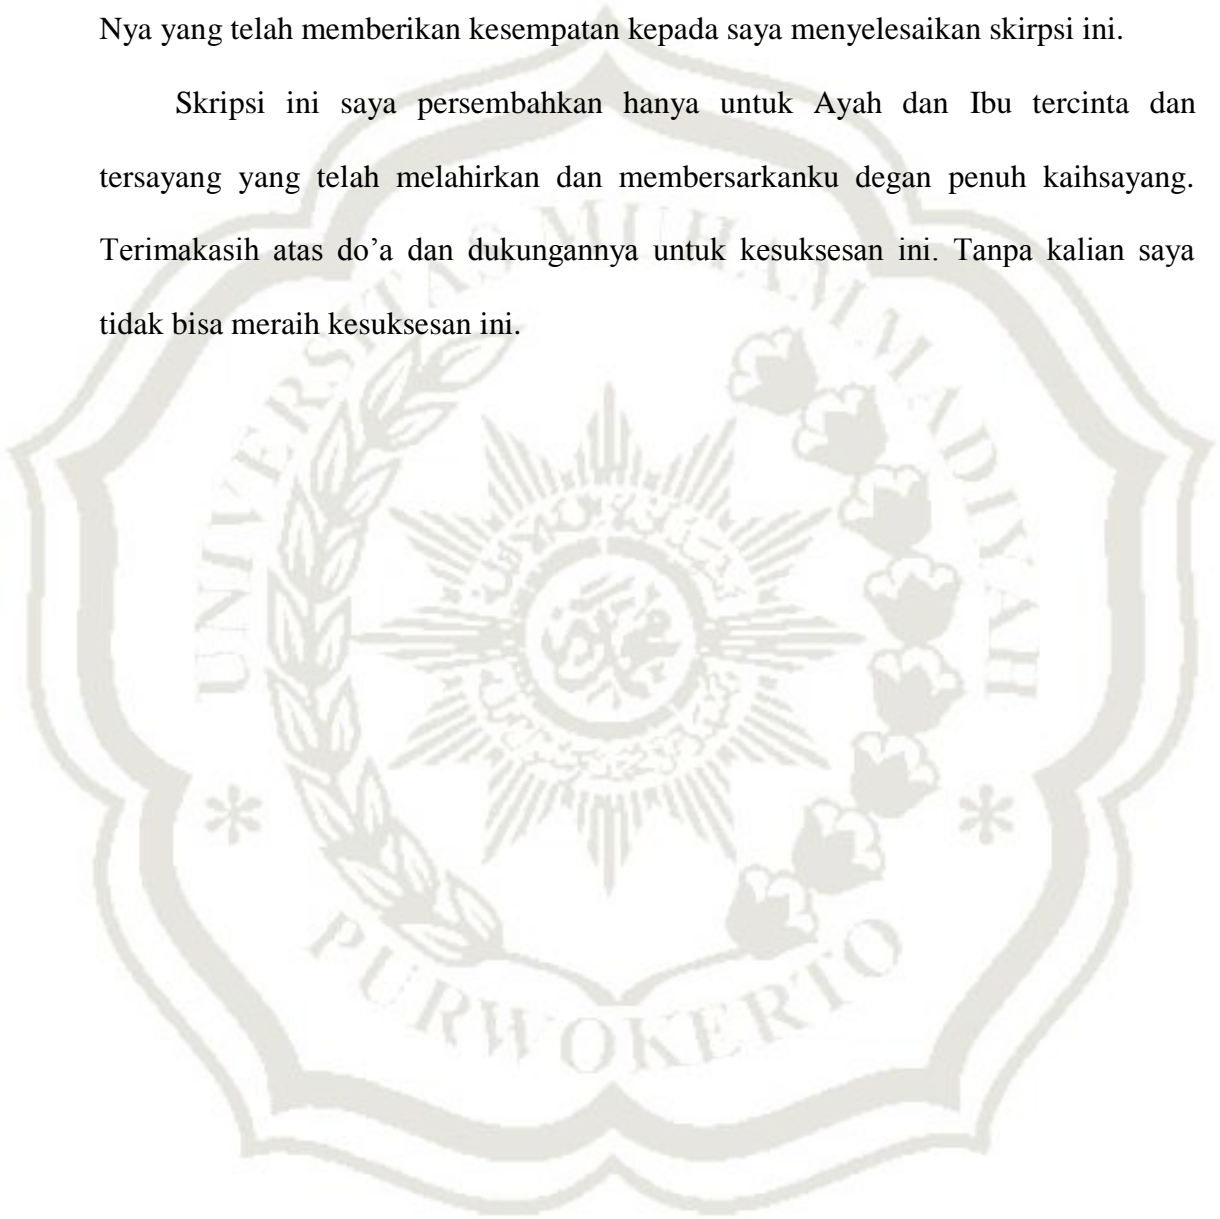 Nya yang telah memberikan kesempatan kepada saya menyelesaikan skirpsi ini.
Skripsi ini saya persembahkan hanya untuk Ayah dan Ibu tercinta dan
tersayang yang telah melahirkan dan membersarkanku degan penuh kaihsayang.
Terimakasih atas do’a dan dukungannya untuk kesuksesan ini. Tanpa kalian saya
tidak bisa meraih kesuksesan ini.
UNIVERSITAS MUHAMMADIYAH
PURWOKERTO